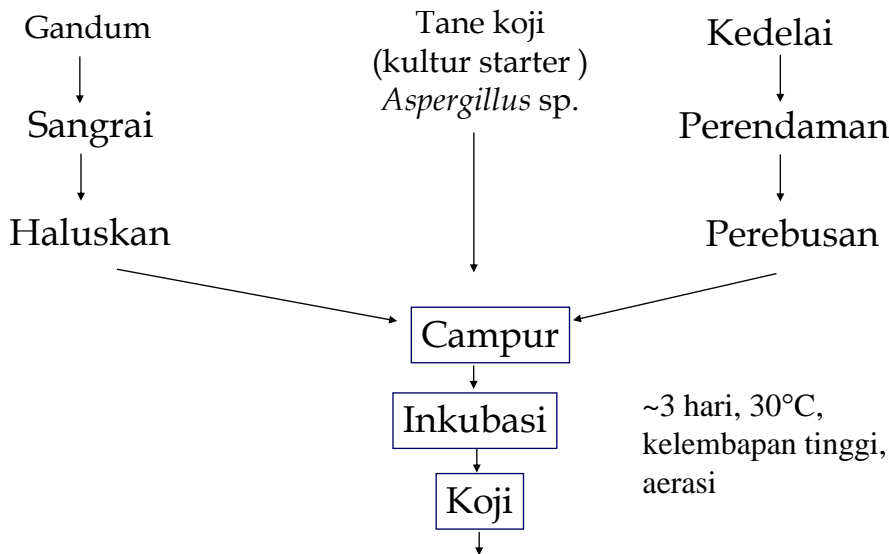 Gandum
Sangrai
Haluskan
Tane koji
(kultur starter )
Aspergillus sp.
Kedelai
Perendaman
Perebusan
Campur
Inkubasi
~3 hari, 30°C,
kelembapan tinggi,
aerasi
Koji